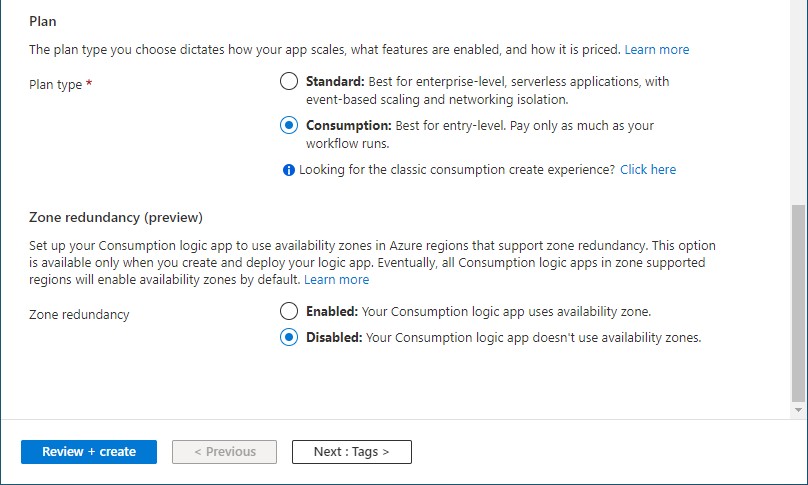 Plan
The plan type you choose dictates how your app scales, what features are enabled, and how it is priced. Learn more
Plan type *
Standard: Best for enterprise-level, serverless applications, with
event-based scaling and networking isolation.
Consumption: Best for entry-level. Pay only as much as your
workflow runs.
Looking for the classic consumption create experience? Click here
Zone redundancy (preview)
Set up your Consumption logic app to use availability zones in Azure regions that support zone redundancy. This option
is available only when you create and deploy your logic app. Eventually, all Consumption logic apps in zone supported
regions will enable availability zones by default. Learn more
Zone redundancy
Enabled: Your Consumption logic app uses availability zone.
Disabled: Your Consumption logic app doesn't use availability zones.
Review + create
< Previous
Next : Tags >